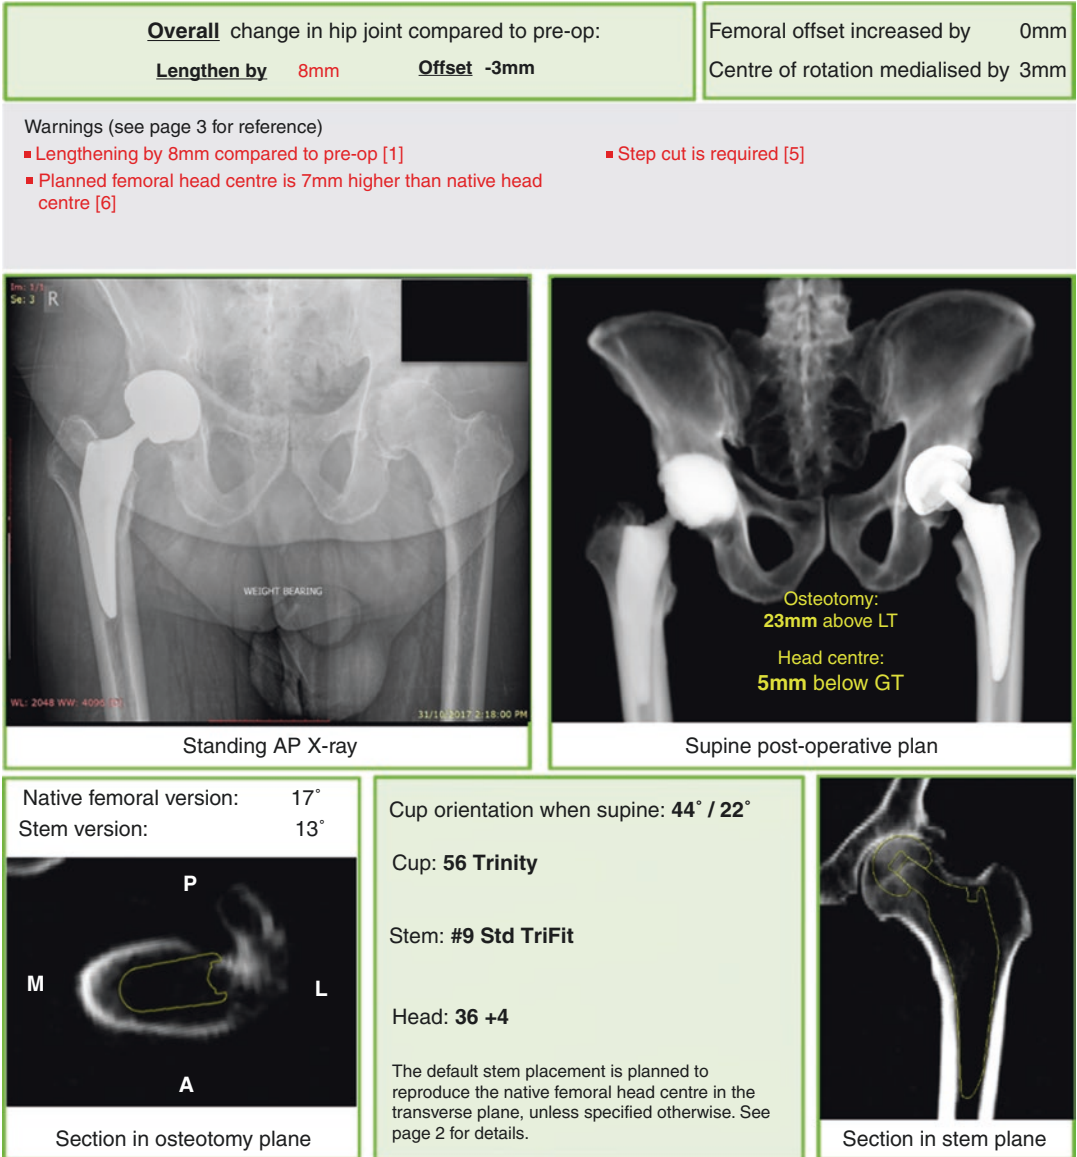 Overall change in hip joint compared to pre-op:
Lengthen by 8mm Offset -3mm
Femoral offset increased by 0mm
Centre of rotation medialised by 3mm
Warnings (see page 3 for reference)
Lengthening by 8mm compared to pre-op [1]
Planned femoral head centre is 7mm higher than native head
centre [6]
Step cut is required [5]
Im: 1/1
Se: 3
R
WEIGHT BEARING
31/10/2017 2:18:00 PM
Standing AP X-ray
Osteotomy:
23mm above LT
Head centre:
5mm below GT
Supine post-operative plan
Native femoral version: 17°
Stem version: 13°
P
M
L
A
Section in osteotomy plane
Cup orientation when supine: 44° / 22°
Cup: 56 Trinity
Stem: #9 Std TriFit
Head: 36 +4
The default stem placement is planned to
reproduce the native femoral head centre in the
transverse plane, unless specified otherwise. See
page 2 for details.
Section in stem plane